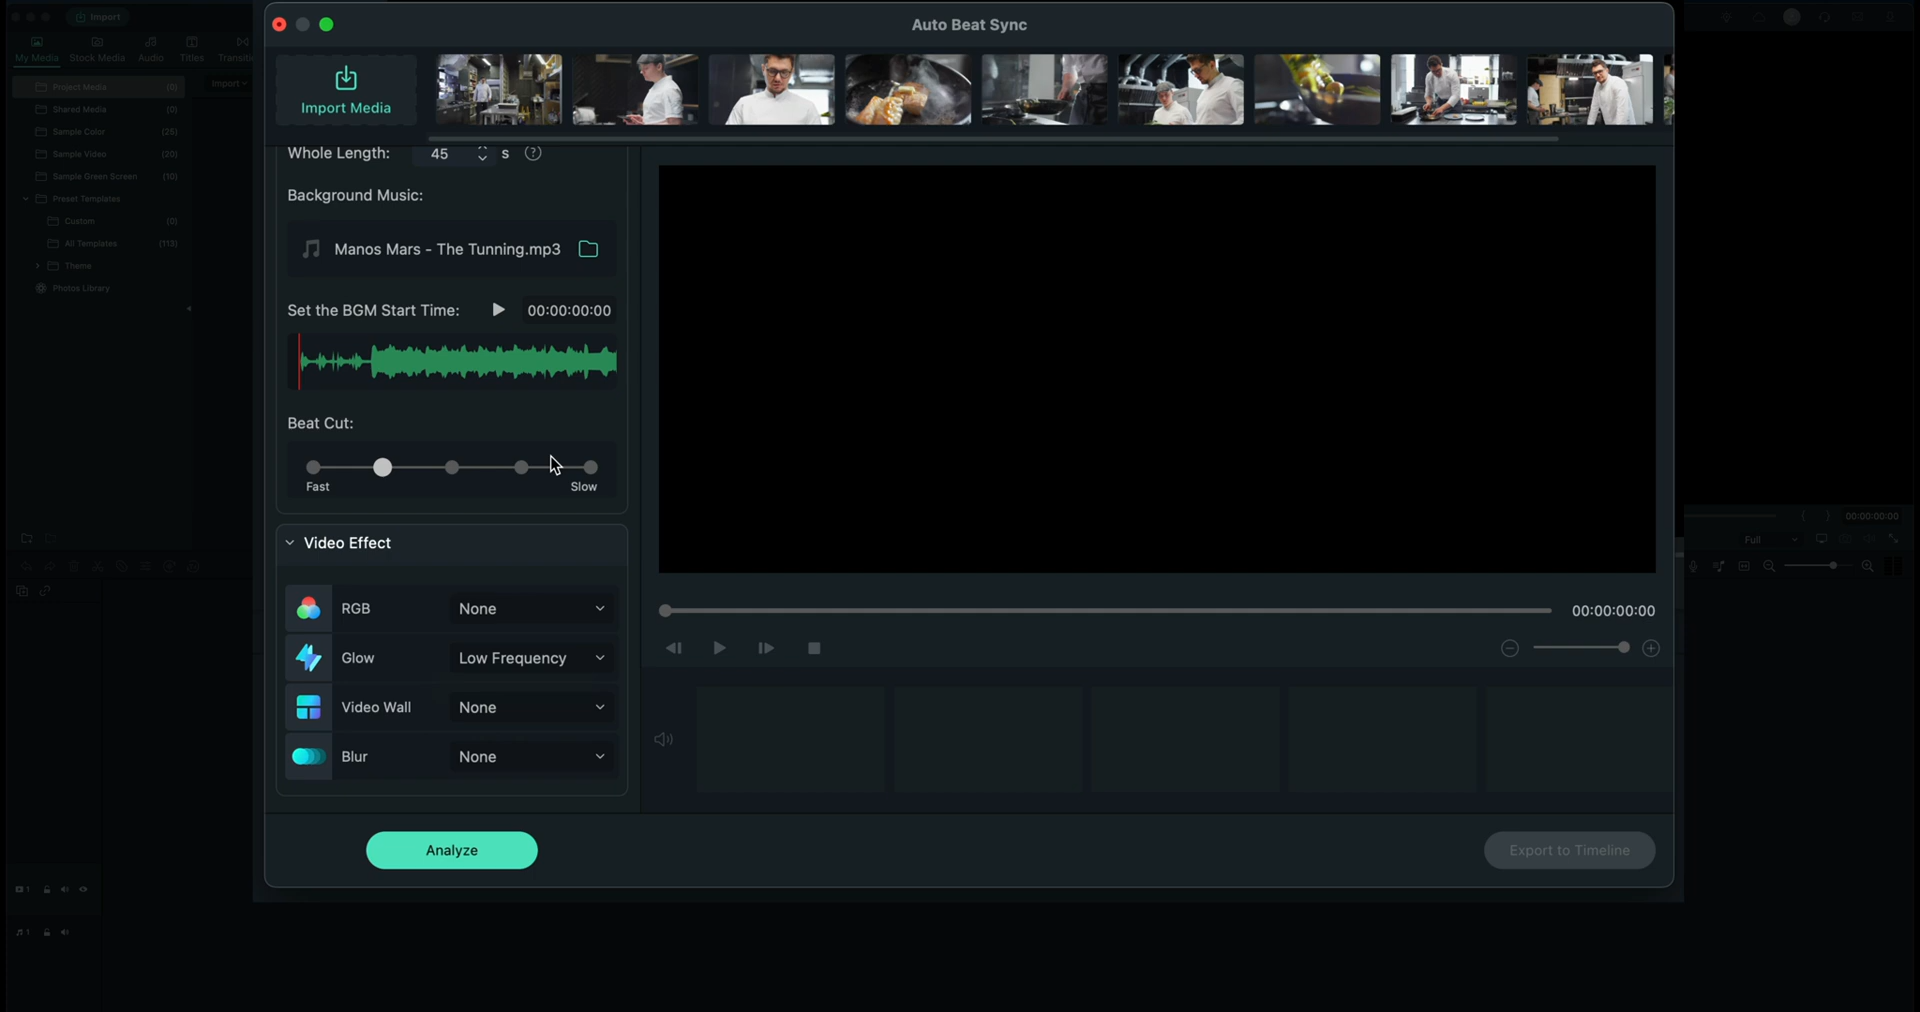 Auto Beat Sync
Import
My Media
Stock Media
Audio
Titles
Transiti
Import Media
Project Media (0)
Import
Shared Media (0)
Sample Color (25)
Sample Video (20)
Sample Green Screen (10)
Preset Templates
Custom (0)
All Templates (113)
Theme
Photos Library
Whole Length: 45 s ?
Background Music:
Manos Mars - The Tunning.mp3
Set the BGM Start Time: 00:00:00:00
Beat Cut:
Fast
Slow
Video Effect
RGB None
Glow Low Frequency
Video Wall None
Blur None
Analyze
00:00:00:00
Export to Timeline
00:00:00:00
Full
1
1